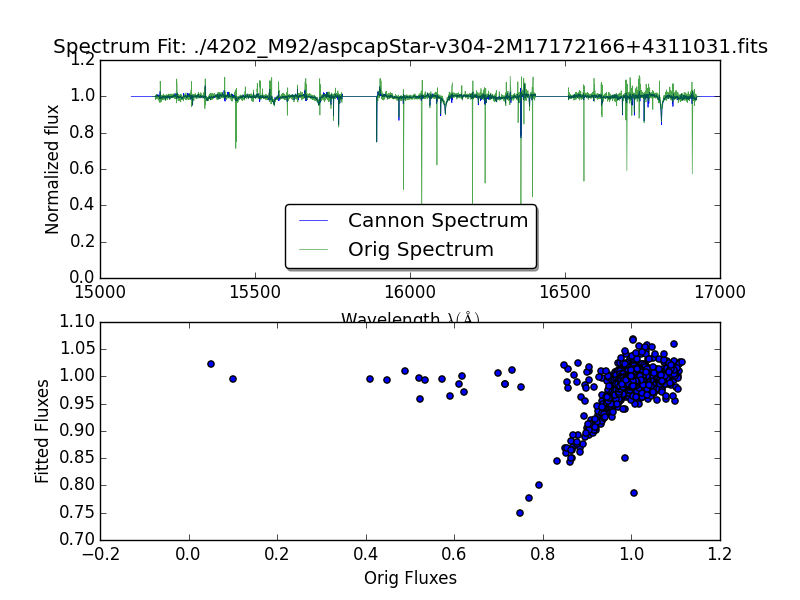 Spectrum Fit: ./4202_M92/aspcapStar-v304-2M17172166+4311031.fits
1.2
1.0
0.8
0.6
0.4
0.2
0.0
Normalized flux
Cannon Spectrum
Orig Spectrum
15000 15500 16000 16500 17000
Wavelength λ(Å)
1.10
1.05
1.00
0.95
0.90
0.85
0.80
0.75
0.70
Fitted Fluxes
−0.2 0.0 0.2 0.4 0.6 0.8 1.0 1.2
Orig Fluxes